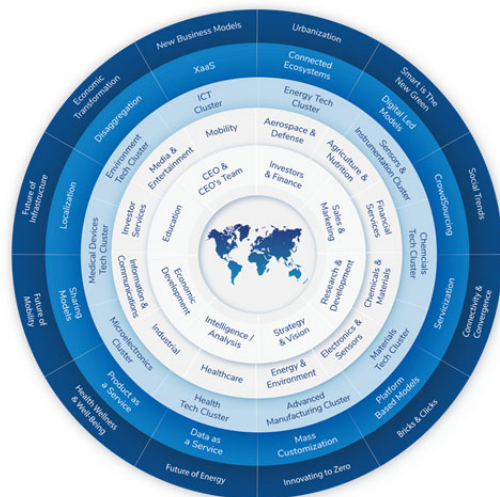 New Business Models
Urbanization
Smart is The
New Green
Social Trends
Connectivity &
Convergence
Bricks & Clicks
Innovating to Zero
Future of Energy
Health Wellness
& Well-Being
Future of
Mobility
Future of
Infrastructure
Economic
Transformation
XaaS
Connected
Ecosystems
Digital Led
Models
CrowdSourcing
Servicization
Platform
Based Models
Mass
Customization
Data as
a Service
Product as
a Service
Sharing
Models
Localization
Disaggregation
ICT
Cluster
Energy Tech
Cluster
Sensors &
Instrumentation Cluster
Chemcials
Tech Cluster
Materials
Tech Cluster
Advanced
Manufacturing Cluster
Health
Tech Cluster
Microelectronics
Cluster
Medical Devices
Tech Cluster
Environment
Tech Cluster
Mobility
Aerospace &
Defense
Agriculture &
Nutrition
Financial
Services
Chemicals &
Materials
Electronics &
Sensors
Energy &
Environment
Healthcare
Industrial
Information &
Communications
Investor
Services
Media &
Entertainment
CEO &
CEO's Team
Investors
& Finance
Sales &
Marketing
Research &
Development
Strategy
& Vision
Intelligence /
Analysis
Economic
Development
Education